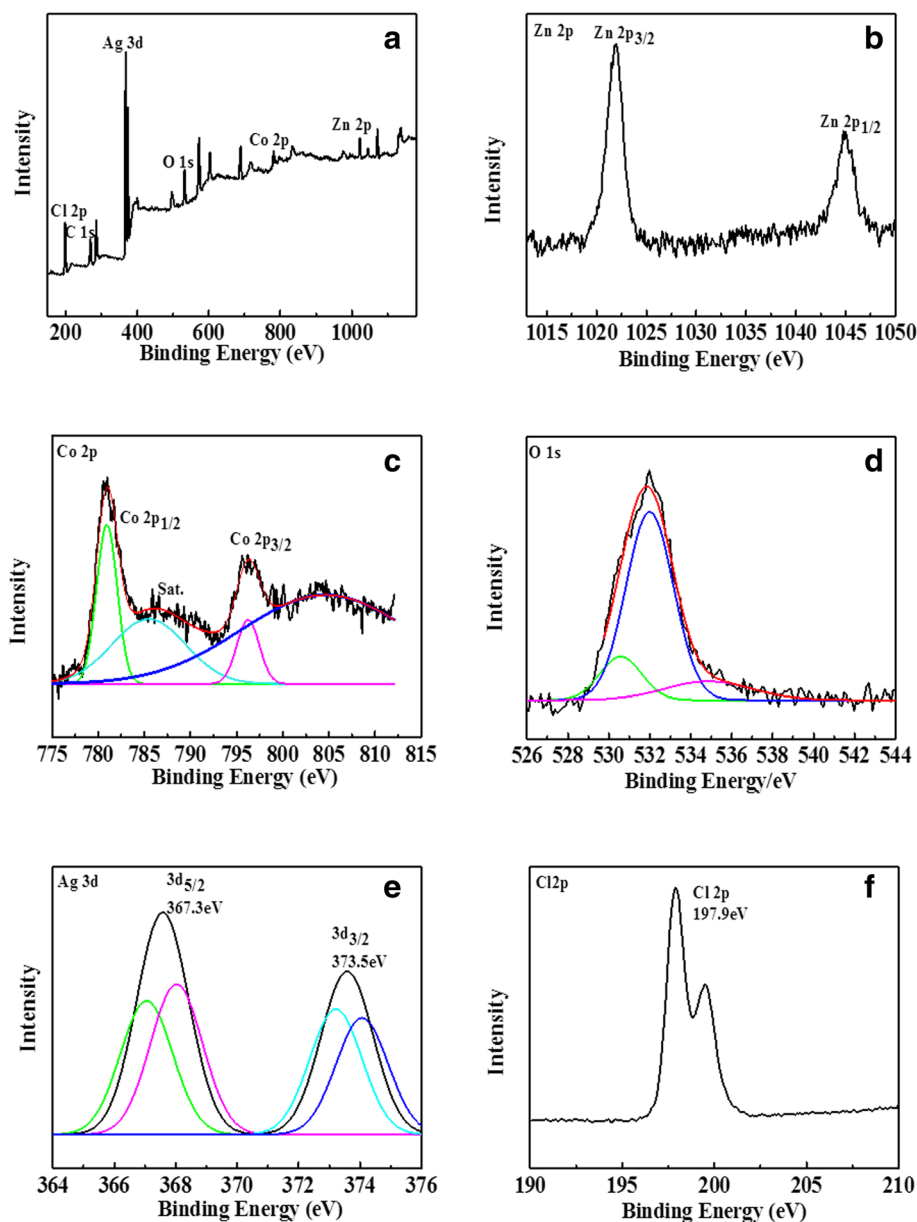 a
Ag 3d
Co 2p
Zn 2p
O 1s
Cl 2p
C 1s
Intensity
200 400 600 800 1000
Binding Energy (eV)
b
Zn 2p Zn 2p3/2
Zn 2p1/2
Intensity
1015 1020 1025 1030 1035 1040 1045 1050
Binding Energy (eV)
c
Co 2p
Co 2p1/2
Co 2p3/2
Sat.
Intensity
775 780 785 790 795 800 805 810 815
Binding Energy (eV)
d
O 1s
Intensity
526 528 530 532 534 536 538 540 542 544
Binding Energy/eV
e
Ag 3d
3d5/2
367.3eV
3d3/2
373.5eV
Intensity
364 366 368 370 372 374 376
Binding Energy (eV)
f
Cl2p
Cl 2p
197.9eV
Intensity
190 195 200 205 210
Binding Energy (eV)